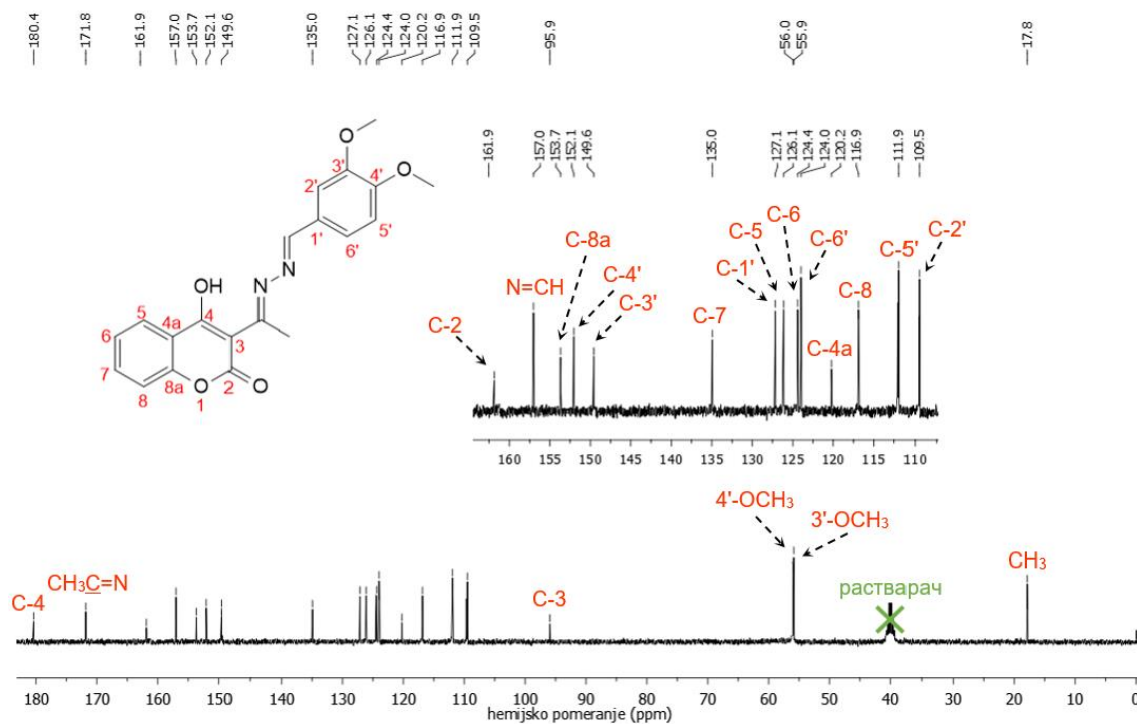 180.4
171.8
161.9
157.0
153.7
152.1
149.6
135.0
127.1
126.1
124.4
124.0
120.2
116.9
111.9
109.5
95.9
56.0
55.9
17.8
O
O
3'
4'
2'
5'
1'
6'
N
N
OH
5
4
4a
3
6
7
8a
2
8
O
1
O
161.9
157.0
153.7
152.1
149.6
135.0
127.1
126.1
124.4
124.0
120.2
116.9
111.9
109.5
C-2
N=CH
C-8a
C-4'
C-3'
C-7
C-1'
C-5
C-6
C-6'
C-4a
C-8
C-5'
C-2'
160 155 150 145 140 135 130 125 120 115 110
C-4
CH₃C=N
C-3
4'-OCH₃
3'-OCH₃
растварач
CH₃
180 170 160 150 140 130 120 110 100 90 80 70 60 50 40 30 20 10 0
hemijsko pomeranje (ppm)